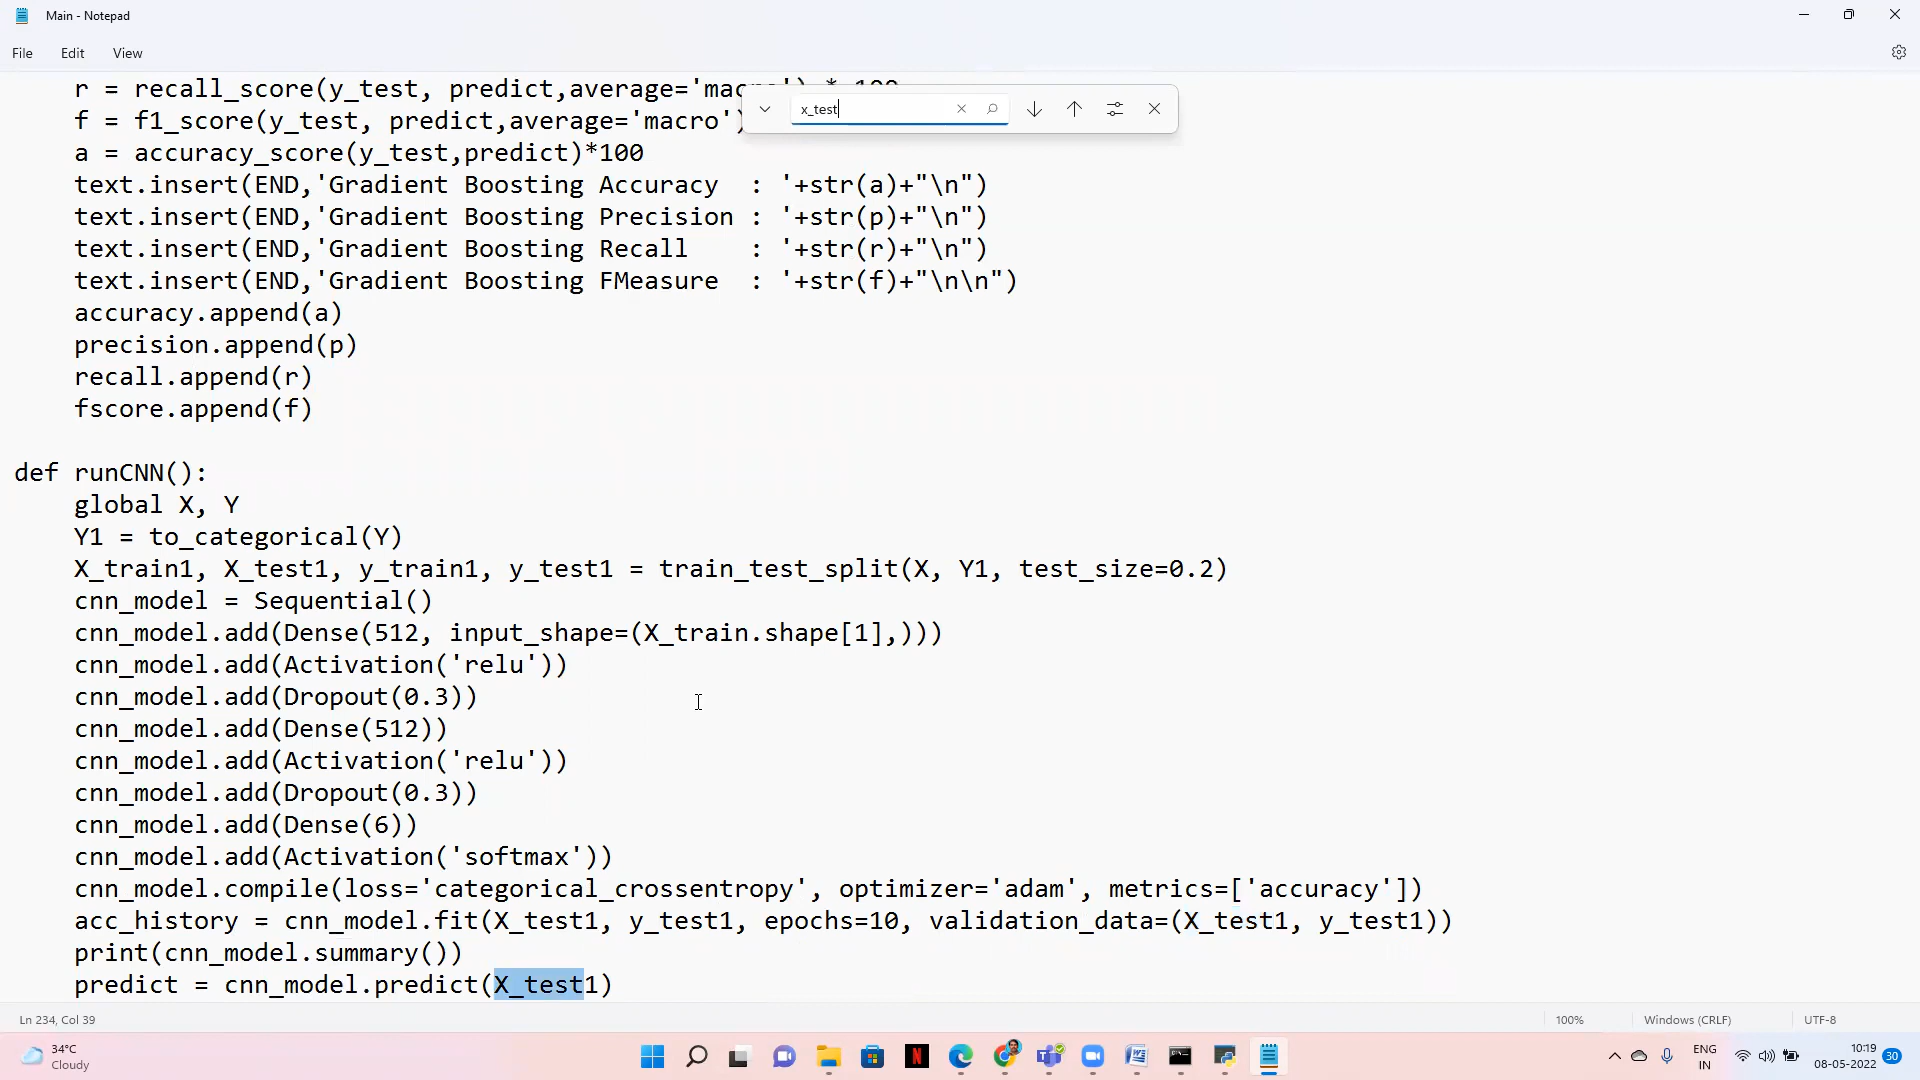 Main - Notepad
File Edit View
r = recall_score(y_test, predict,average='macro') * 100
x_test
f = f1_score(y_test, predict,average='macro')
a = accuracy_score(y_test,predict)*100
text.insert(END,'Gradient Boosting Accuracy  : '+str(a)+"\n")
text.insert(END,'Gradient Boosting Precision : '+str(p)+"\n")
text.insert(END,'Gradient Boosting Recall    : '+str(r)+"\n")
text.insert(END,'Gradient Boosting FMeasure  : '+str(f)+"\n\n")
accuracy.append(a)
precision.append(p)
recall.append(r)
fscore.append(f)
def runCNN():
global X, Y
Y1 = to_categorical(Y)
X_train1, X_test1, y_train1, y_test1 = train_test_split(X, Y1, test_size=0.2)
cnn_model = Sequential()
cnn_model.add(Dense(512, input_shape=(X_train.shape[1],)))
cnn_model.add(Activation('relu'))
cnn_model.add(Dropout(0.3))
cnn_model.add(Dense(512))
cnn_model.add(Activation('relu'))
cnn_model.add(Dropout(0.3))
cnn_model.add(Dense(6))
cnn_model.add(Activation('softmax'))
cnn_model.compile(loss='categorical_crossentropy', optimizer='adam', metrics=['accuracy'])
acc_history = cnn_model.fit(X_test1, y_test1, epochs=10, validation_data=(X_test1, y_test1))
print(cnn_model.summary())
predict = cnn_model.predict(X_test1)
Ln 234, Col 39 100% Windows (CRLF) UTF-8
34°C
Cloudy
N
ENG
IN
10:19
08-05-2022
30